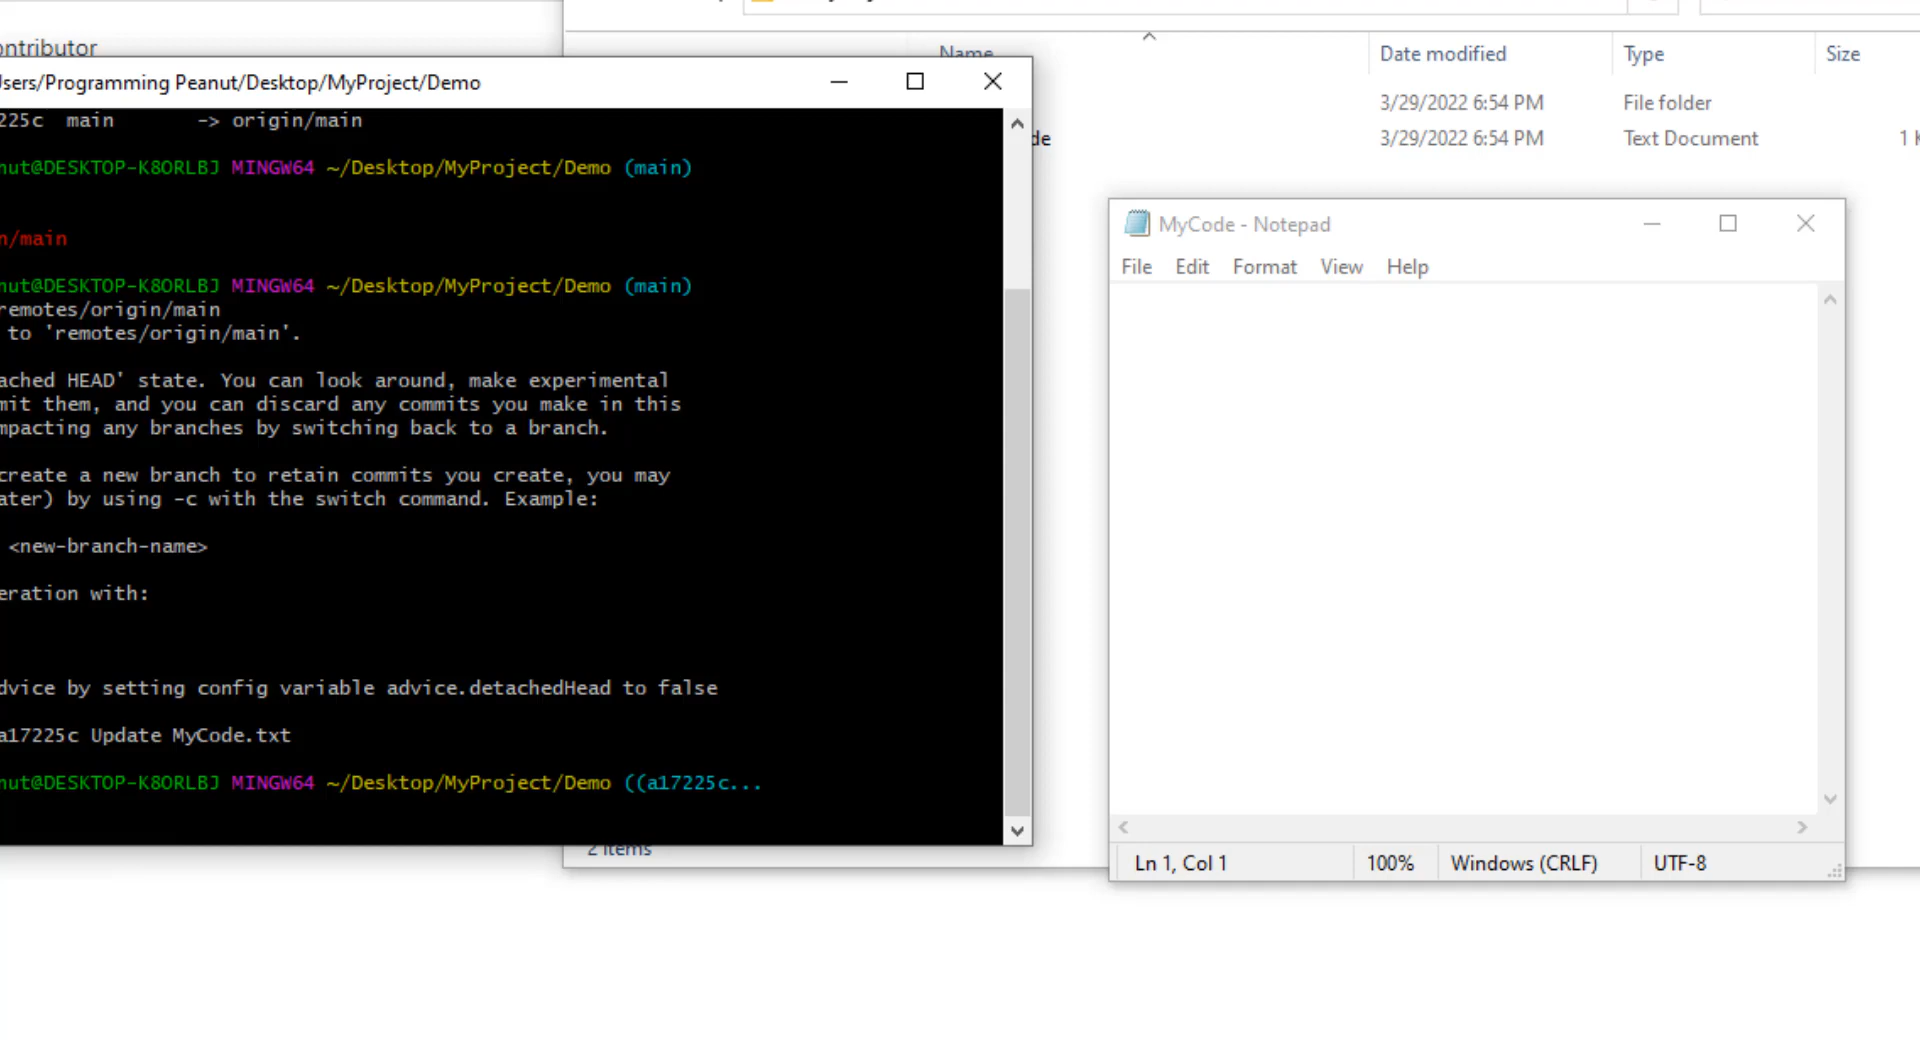 ontributor
Name
Date modified
Type
Size
3/29/2022 6:54 PM
File folder
de
3/29/2022 6:54 PM
Text Document
1 K
sers/Programming Peanut/Desktop/MyProject/Demo
225c  main       -> origin/main
nut@DESKTOP-K8ORLBJ MINGW64 ~/Desktop/MyProject/Demo (main)
n/main
nut@DESKTOP-K8ORLBJ MINGW64 ~/Desktop/MyProject/Demo (main)
remotes/origin/main
to 'remotes/origin/main'.
ached HEAD' state. You can look around, make experimental
mit them, and you can discard any commits you make in this
mpacting any branches by switching back to a branch.
create a new branch to retain commits you create, you may
ater) by using -c with the switch command. Example:
<new-branch-name>
eration with:
dvice by setting config variable advice.detachedHead to false
a17225c Update MyCode.txt
nut@DESKTOP-K8ORLBJ MINGW64 ~/Desktop/MyProject/Demo ((a17225c...
2 items
MyCode - Notepad
File Edit Format View Help
Ln 1, Col 1
100%
Windows (CRLF)
UTF-8